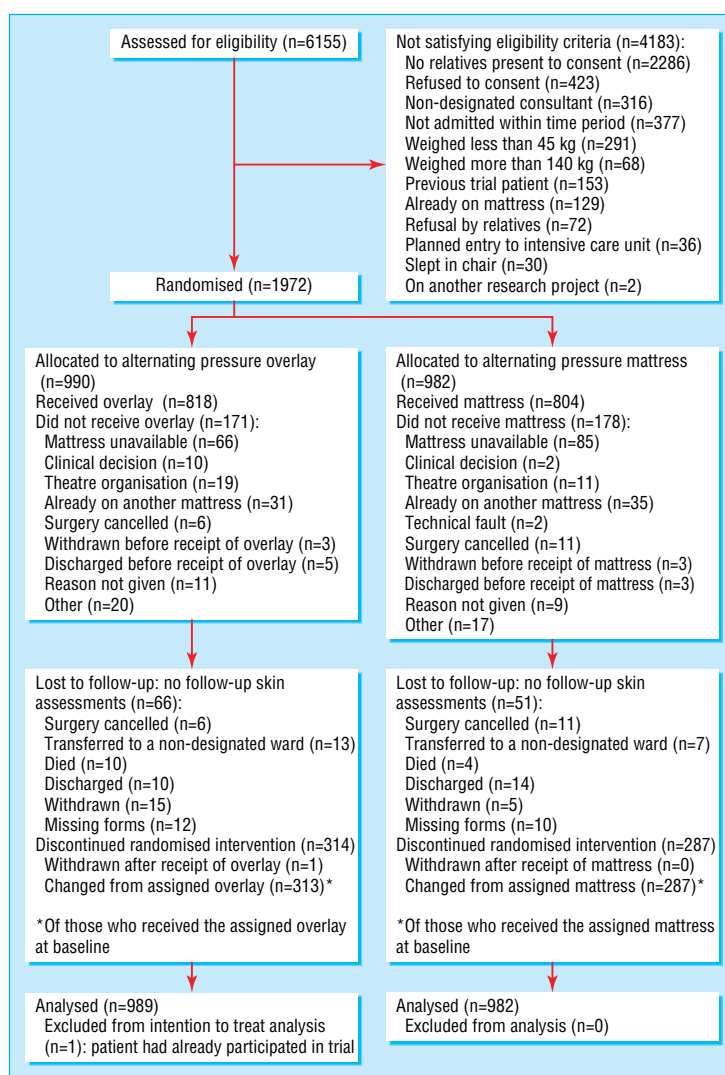 Assessed for eligibility (n=6155)
Not satisfying eligibility criteria (n=4183):
No relatives present to consent (n=2286)
Refused to consent (n=423)
Non-designated consultant (n=316)
Not admitted within time period (n=377)
Weighed less than 45 kg (n=291)
Weighed more than 140 kg (n=68)
Previous trial patient (n=153)
Already on mattress (n=129)
Refusal by relatives (n=72)
Planned entry to intensive care unit (n=36)
Slept in chair (n=30)
On another research project (n=2)
Randomised (n=1972)
Allocated to alternating pressure overlay
(n=990)
Received overlay (n=818)
Did not receive overlay (n=171):
Mattress unavailable (n=66)
Clinical decision (n=10)
Theatre organisation (n=19)
Already on another mattress (n=31)
Surgery cancelled (n=6)
Withdrawn before receipt of overlay (n=3)
Discharged before receipt of overlay (n=5)
Reason not given (n=11)
Other (n=20)
Allocated to alternating pressure mattress
(n=982)
Received mattress (n=804)
Did not receive mattress (n=178):
Mattress unavailable (n=85)
Clinical decision (n=2)
Theatre organisation (n=11)
Already on another mattress (n=35)
Technical fault (n=2)
Surgery cancelled (n=11)
Withdrawn before receipt of mattress (n=3)
Discharged before receipt of mattress (n=3)
Reason not given (n=9)
Other (n=17)
Lost to follow-up: no follow-up skin
assessments (n=66):
Surgery cancelled (n=6)
Transferred to a non-designated ward (n=13)
Died (n=10)
Discharged (n=10)
Withdrawn (n=15)
Missing forms (n=12)
Discontinued randomised intervention (n=314)
Withdrawn after receipt of overlay (n=1)
Changed from assigned overlay (n=313)*
*Of those who received the assigned overlay
at baseline
Lost to follow-up: no follow-up skin
assessments (n=51):
Surgery cancelled (n=11)
Transferred to a non-designated ward (n=7)
Died (n=4)
Discharged (n=14)
Withdrawn (n=5)
Missing forms (n=10)
Discontinued randomised intervention (n=287)
Withdrawn after receipt of mattress (n=0)
Changed from assigned mattress (n=287)*
*Of those who received the assigned mattress
at baseline
Analysed (n=989)
Excluded from intention to treat analysis
(n=1): patient had already participated in trial
Analysed (n=982)
Excluded from analysis (n=0)